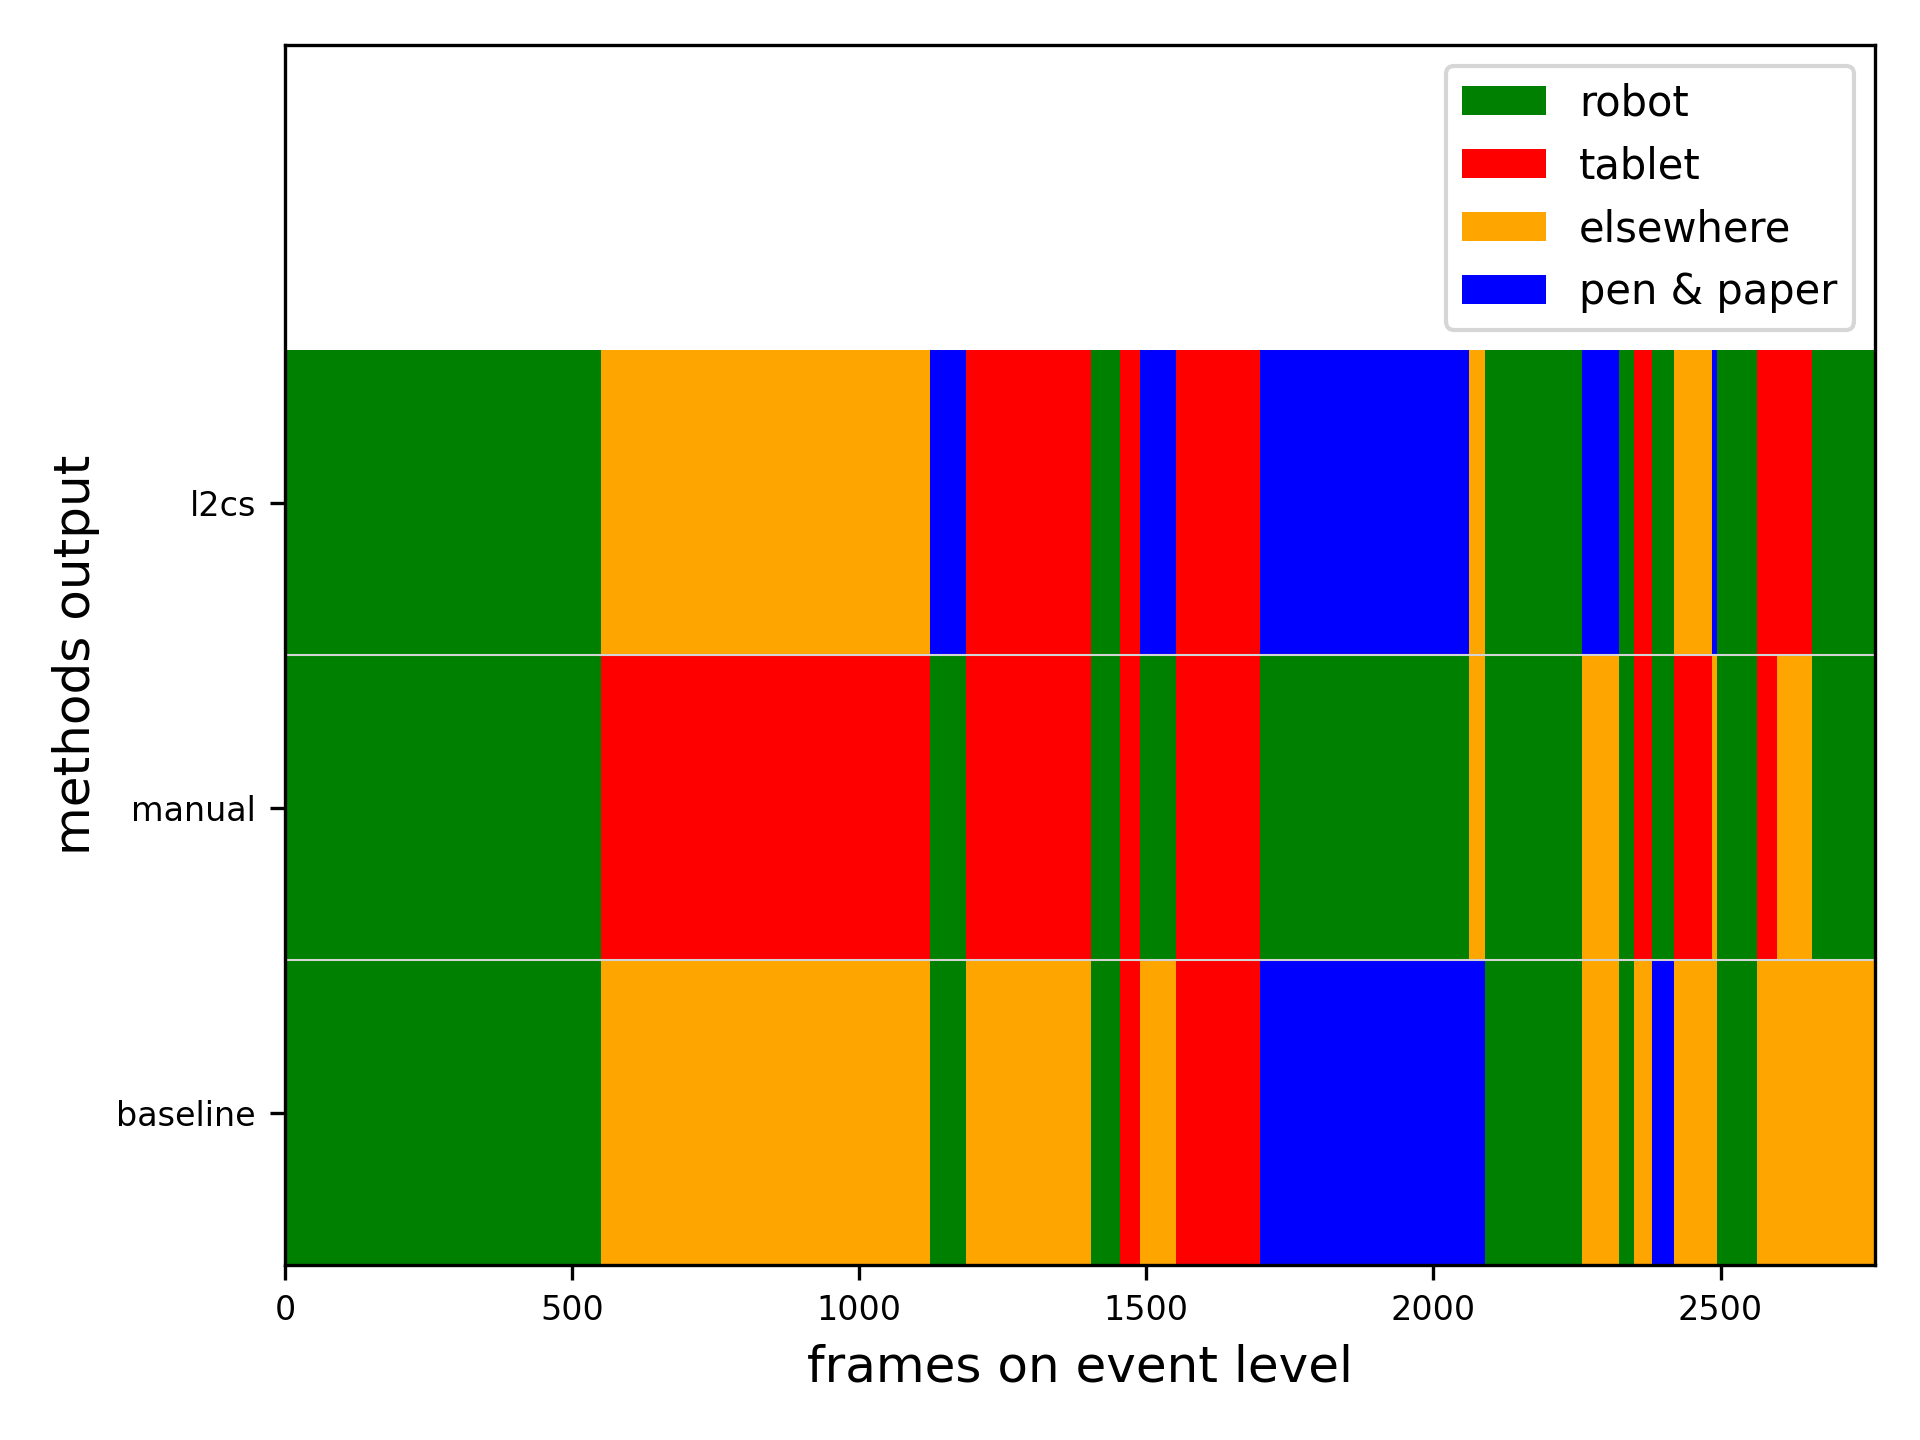 robot
tablet
elsewhere
pen & paper
methods output
l2cs
manual
baseline
0 500 1000 1500 2000 2500
frames on event level